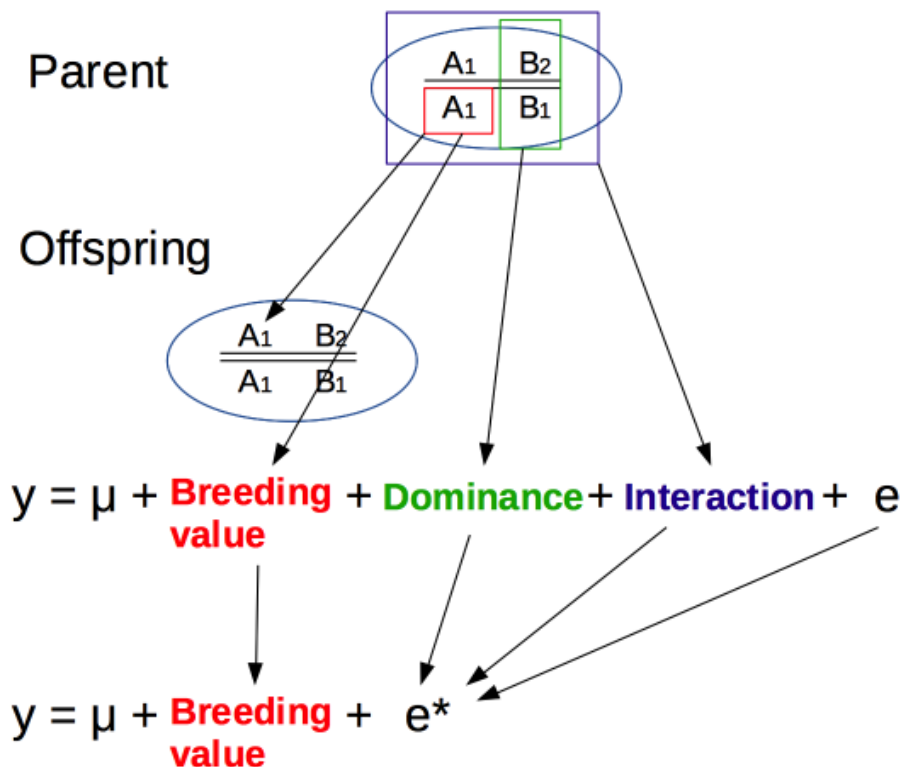 Parent
A1 B2
A1 B1
Offspring
A1 B2
A1 B1
y = μ + Breeding value + Dominance + Interaction + e
y = μ + Breeding value + e*